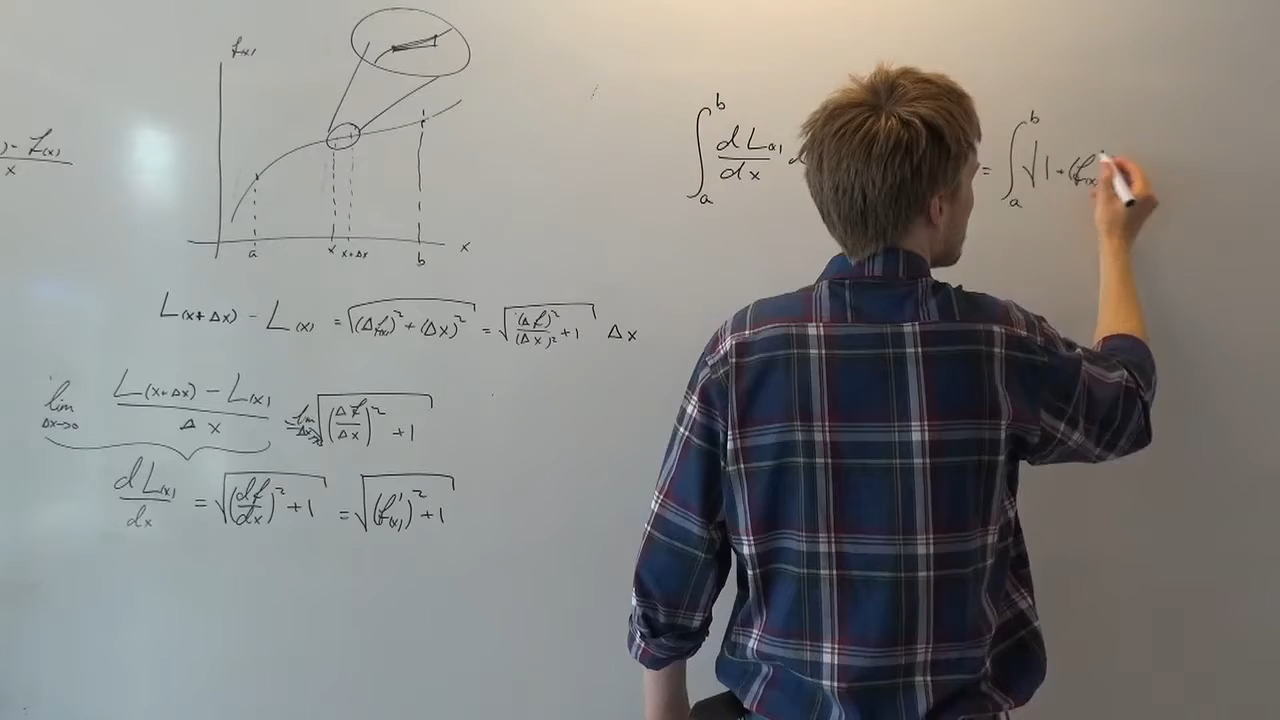 ) - f(x)
x
f(x)
a x x+Δx b x
L(x+Δx) - L(x) = √((Δf(x))² + (Δx)²) = √((Δf)²/(Δx)² + 1) Δx
lim Δx→0 (L(x+Δx) - L(x))/Δx = lim Δx→0 √((Δf/Δx)² + 1)
dL(x)/dx = √((df/dx)² + 1) = √((f'(x))² + 1)
∫ₐᵇ dL(x)/dx d = ∫ₐᵇ √1 + (f(x)